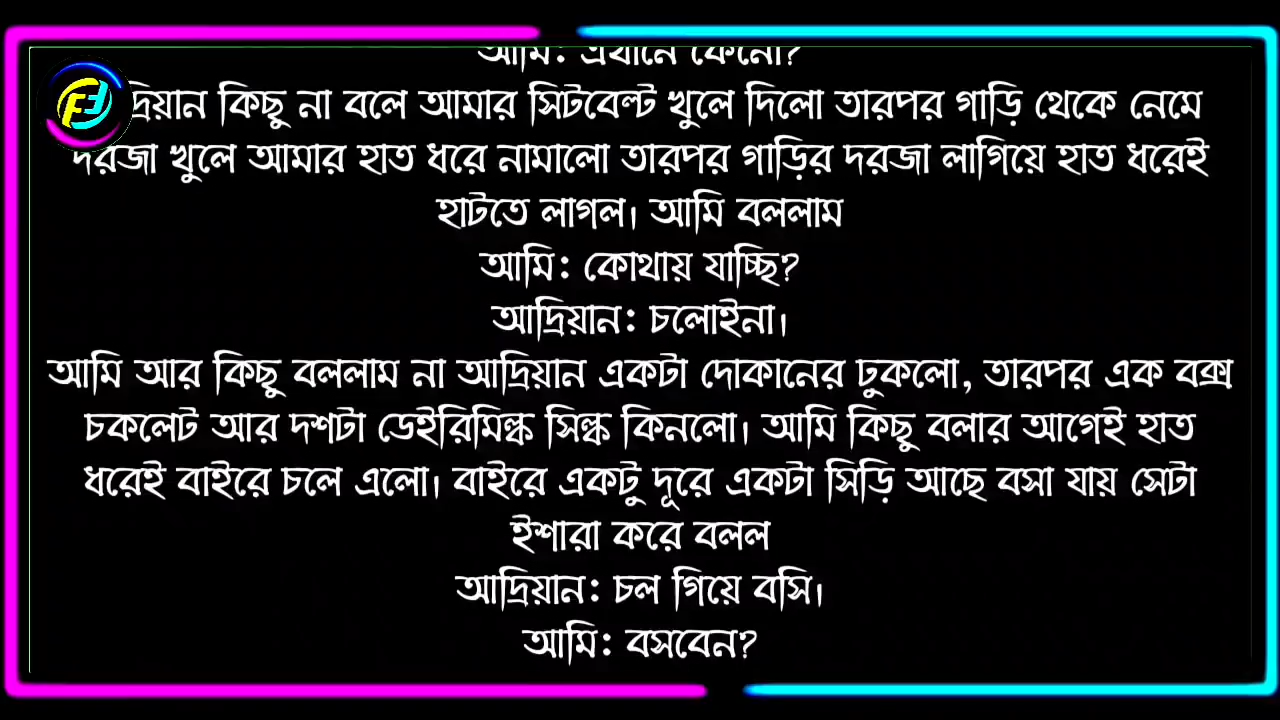 আমি: এখানে কেনো?
দ্রিয়ান কিছু না বলে আমার সিটবেল্ট খুলে দিলো তারপর গাড়ি থেকে নেমে
দরজা খুলে আমার হাত ধরে নামালো তারপর গাড়ির দরজা লাগিয়ে হাত ধরেই
হাটতে লাগল। আমি বললাম
আমি: কোথায় যাচ্ছি?
আদ্রিয়ান: চলোইনা।
আমি আর কিছু বললাম না আদ্রিয়ান একটা দোকানের ঢুকলো, তারপর এক বক্স
চকলেট আর দশটা ডেইরিমিল্ক সিল্ক কিনলো। আমি কিছু বলার আগেই হাত
ধরেই বাইরে চলে এলো। বাইরে একটু দূরে একটা সিড়ি আছে বসা যায় সেটা
ইশারা করে বলল
আদ্রিয়ান: চল গিয়ে বসি।
আমি: বসবেন?